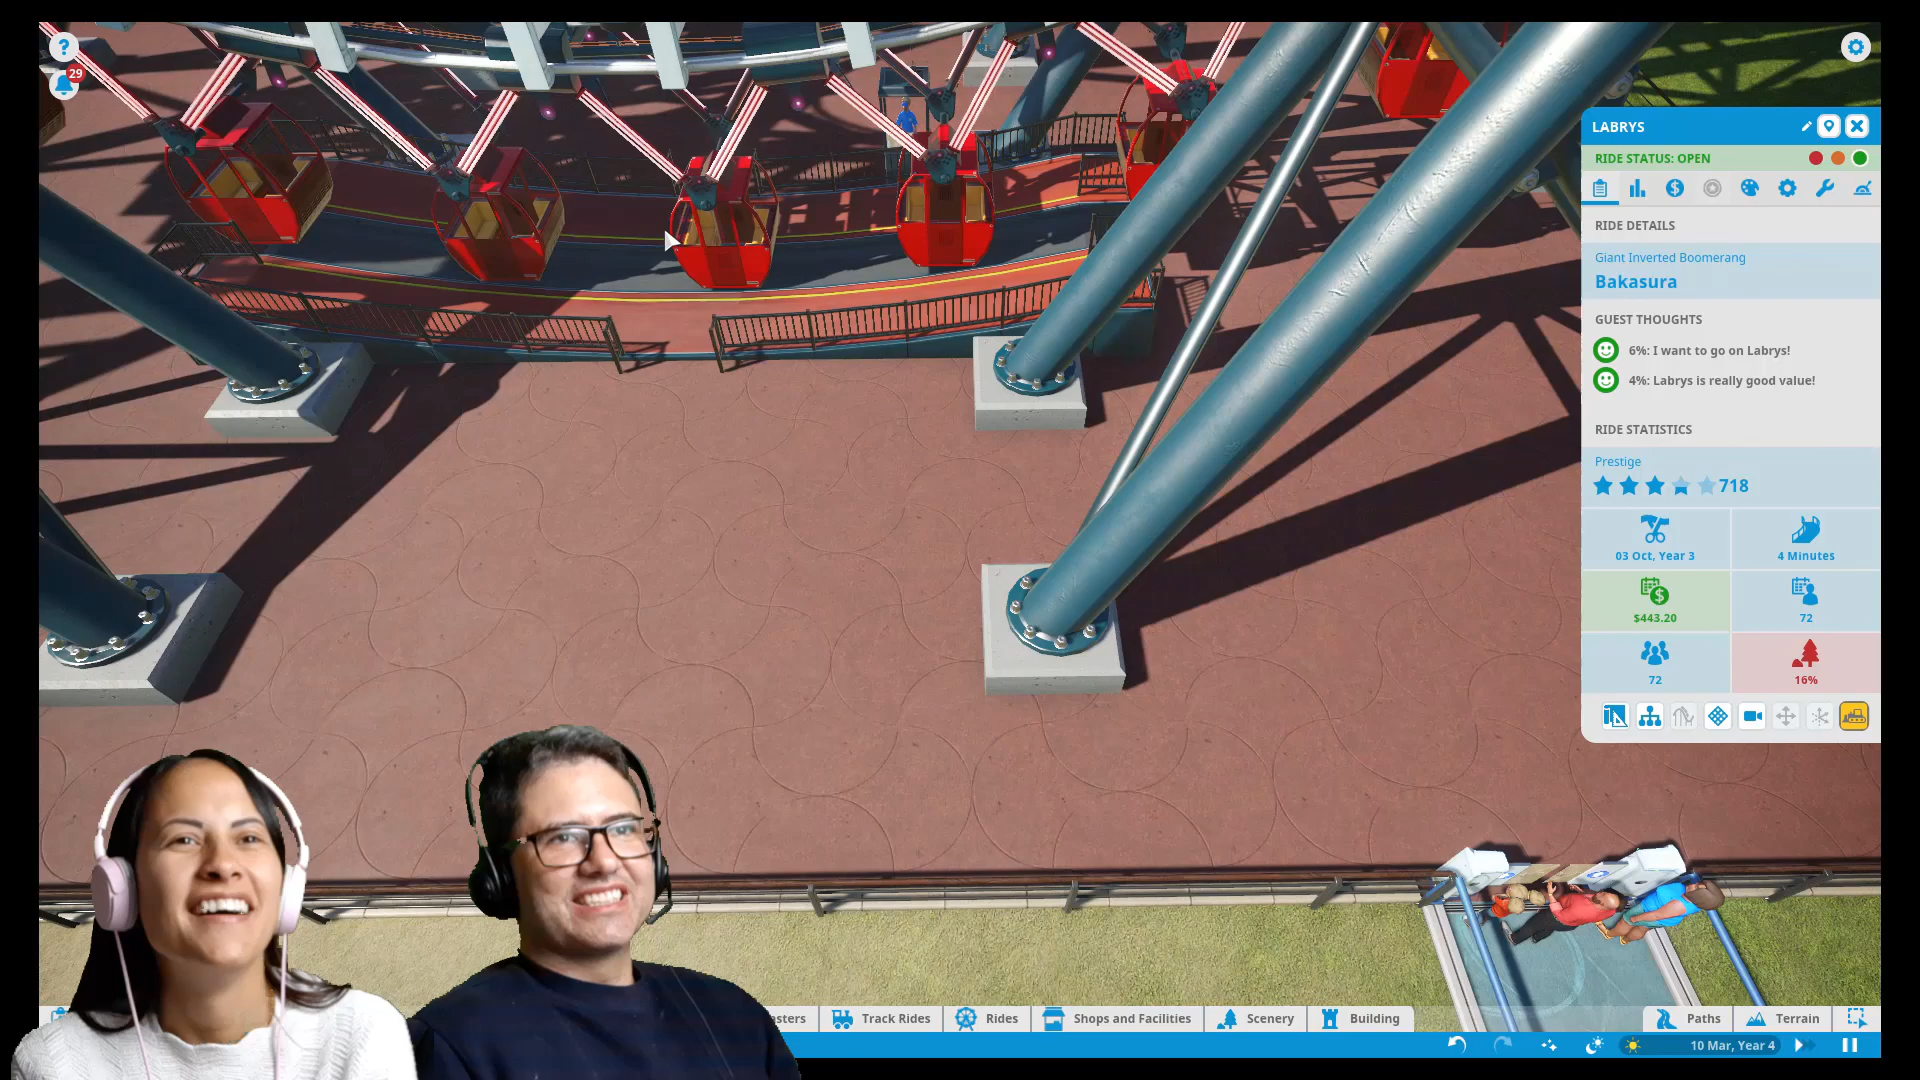 ?
29
LABRYS
RIDE STATUS: OPEN
RIDE DETAILS
Giant Inverted Boomerang
Bakasura
GUEST THOUGHTS
6%: I want to go on Labrys!
4%: Labrys is really good value!
RIDE STATISTICS
Prestige
718
03 Oct, Year 3
4 Minutes
$443.20
72
72
16%
asters
Track Rides
Rides
Shops and Facilities
Scenery
Building
Paths
Terrain
10 Mar, Year 4